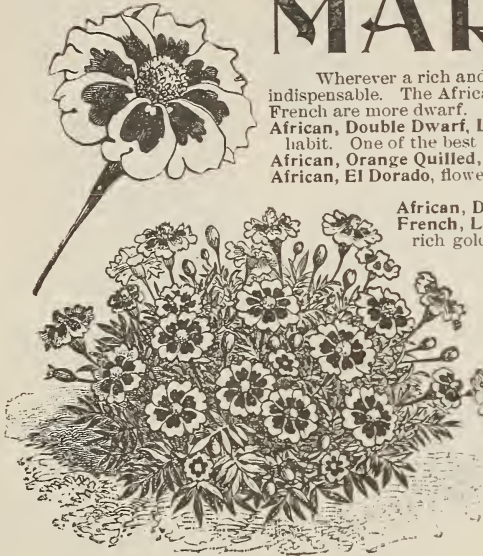 MAR
Wherever a rich and
indispensable. The Africa
French are more dwarf.
African, Double Dwarf, L
habit. One of the best
African, Orange Quilled,
African, El Dorado, flowe
African, D
French, L
rich gold